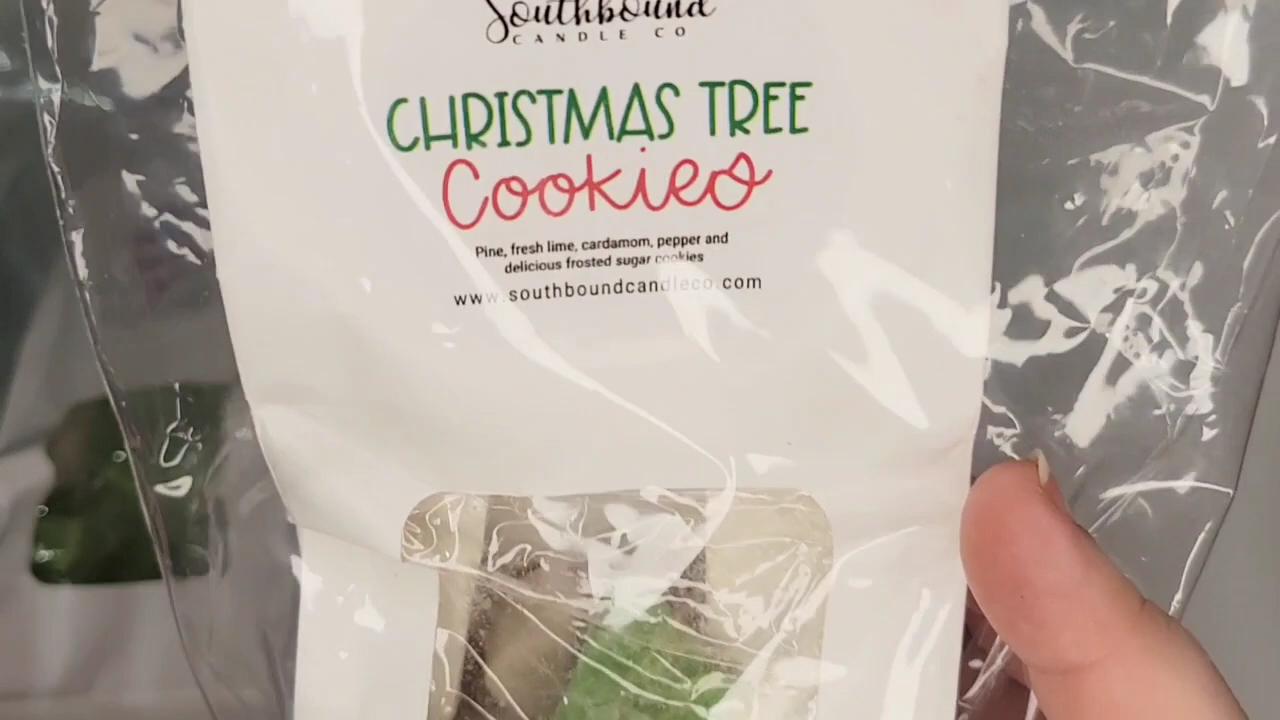 Southbound
CANDLE CO
CHRISTMAS TREE
Cookies
Pine, fresh lime, cardamom, pepper and
delicious frosted sugar cookies
www.southboundcandleco.com